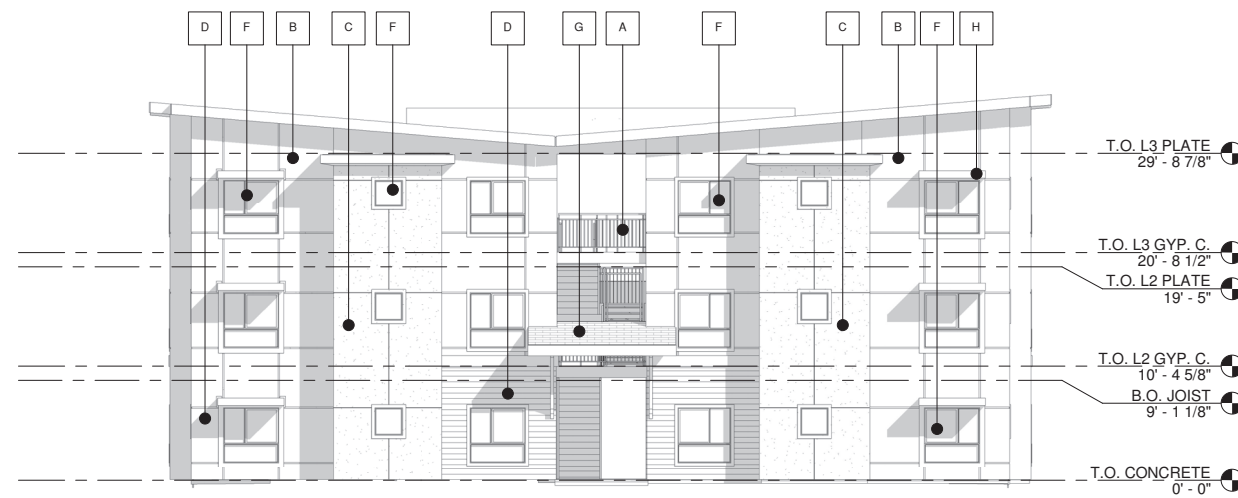 D F B C F D G A F C B F H
T.O. L3 PLATE
29' - 8 7/8"
T.O. L3 GYP. C.
20' - 8 1/2"
T.O. L2 PLATE
19' - 5"
T.O. L2 GYP. C.
10' - 4 5/8"
B.O. JOIST
9' - 1 1/8"
T.O. CONCRETE
0' - 0"